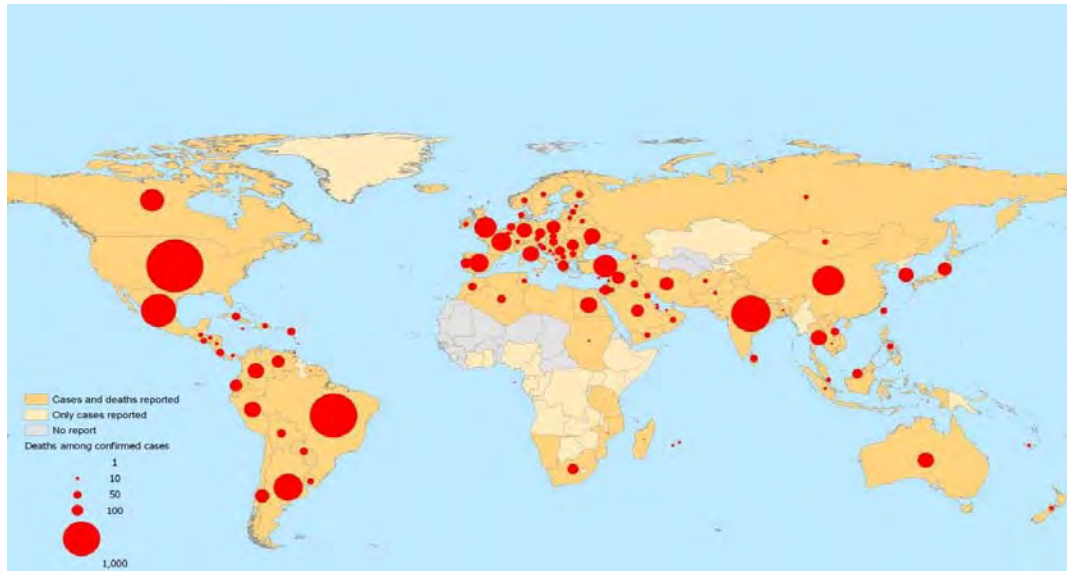 Cases and deaths reported
Only cases reported
No report
Deaths among confirmed cases
1
10
50
100
1,000